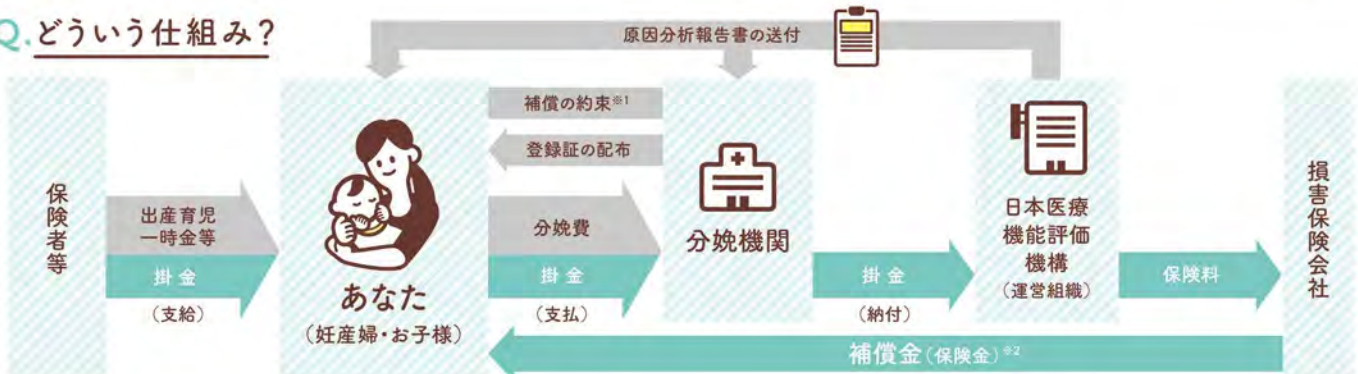 Q.どういう仕組み?
原因分析報告書の送付
保険者等
出産育児
一時金等
掛金
(支給)
あなた
(妊産婦・お子様)
補償の約束※1
登録証の配布
分娩費
掛金
(支払)
分娩機関
掛金
(納付)
日本医療
機能評価
機構
(運営組織)
保険料
損害保険会社
補償金(保険金)※2